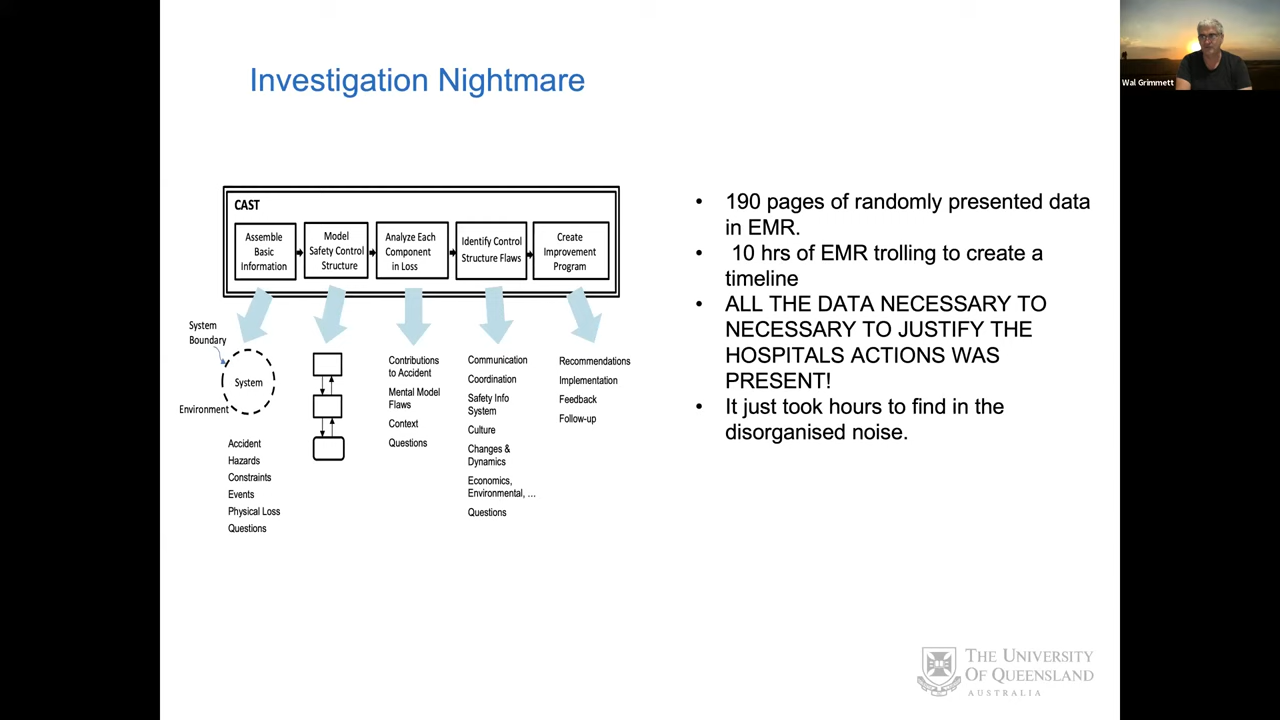 Investigation Nightmare
Wal Grimmett
CAST
Assemble
Basic
Information
Model
Safety Control
Structure
Analyze Each
Component
in Loss
Identify Control
Structure Flaws
Create
Improvement
Program
System
Boundary
System
Environment
Accident
Hazards
Constraints
Events
Physical Loss
Questions
Contributions
to Accident
Mental Model
Flaws
Context
Questions
Communication
Coordination
Safety Info
System
Culture
Changes &
Dynamics
Economics,
Environmental, ...
Questions
Recommendations
Implementation
Feedback
Follow-up
• 190 pages of randomly presented data
in EMR.
• 10 hrs of EMR trolling to create a
timeline
• ALL THE DATA NECESSARY TO
NECESSARY TO JUSTIFY THE
HOSPITALS ACTIONS WAS
PRESENT!
• It just took hours to find in the
disorganised noise.
THE UNIVERSITY
OF QUEENSLAND
AUSTRALIA